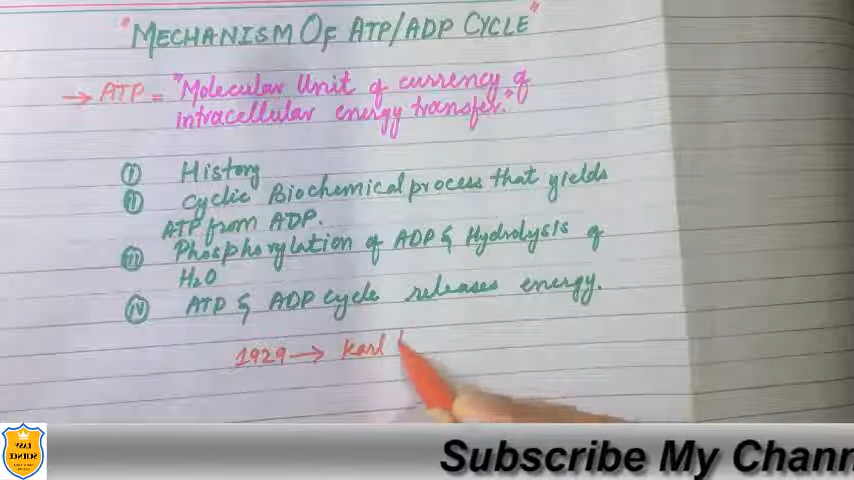 "MECHANISM OF ATP/ADP CYCLE"
→ ATP = "Molecular Unit of currency of
intracellular energy transfer."
(i) History
(ii) Cyclic Biochemical process that yields
ATP from ADP.
(iii) Phosphorylation of ADP & Hydrolysis of
H₂O
(iv) ATP & ADP cycle releases energy.
1929 → Karl
EASY
SCIENCE
Subscribe My Chann